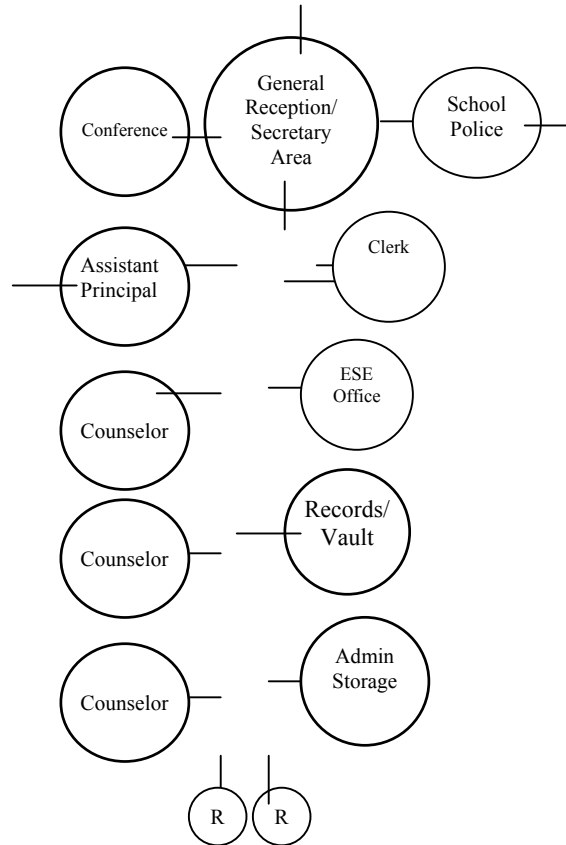 General
Reception/
Secretary
Area
Conference
School
Police
Assistant
Principal
Clerk
ESE
Office
Counselor
Records/
Vault
Counselor
Admin
Storage
Counselor
R
R